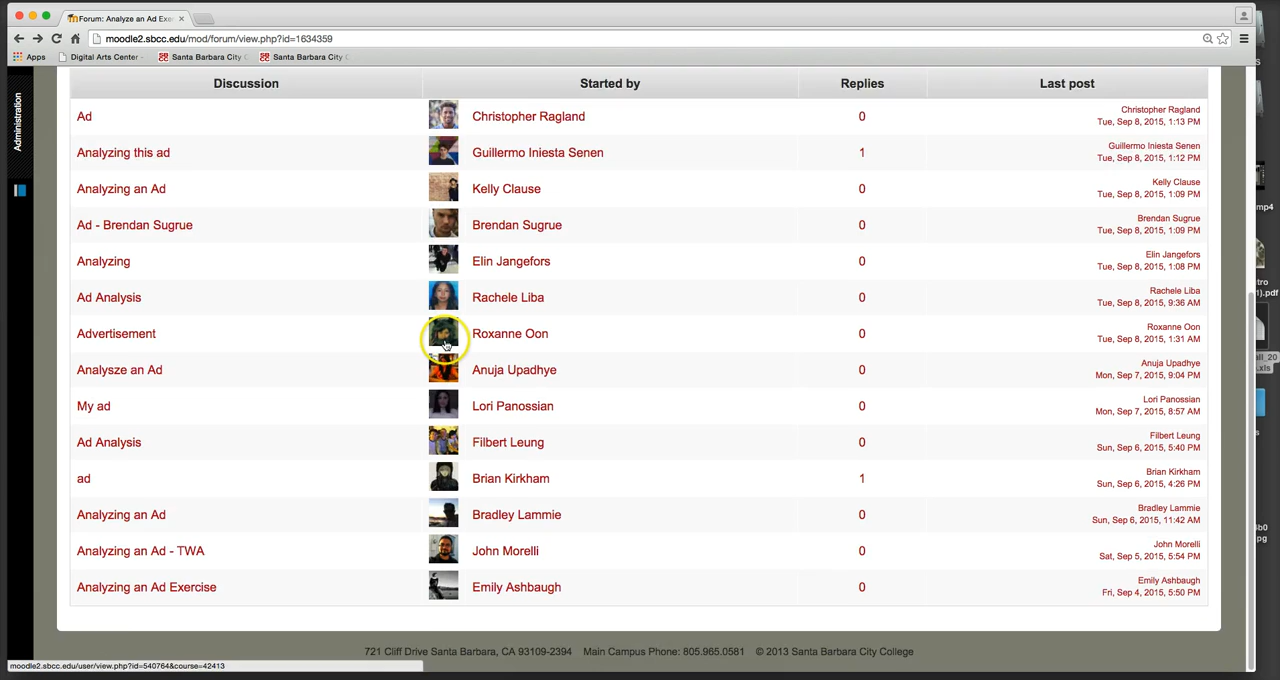 Forum: Analyze an Ad Exe
moodle2.sbcc.edu/mod/forum/view.php?id=1634359
Apps Digital Arts Center - Santa Barbara City Santa Barbara City
Administration
Discussion Started by Replies Last post
Ad Christopher Ragland 0 Christopher Ragland
Tue, Sep 8, 2015, 1:13 PM
Analyzing this ad Guillermo Iniesta Senen 1 Guillermo Iniesta Senen
Tue, Sep 8, 2015, 1:12 PM
Analyzing an Ad Kelly Clause 0 Kelly Clause
Tue, Sep 8, 2015, 1:09 PM
Ad - Brendan Sugrue Brendan Sugrue 0 Brendan Sugrue
Tue, Sep 8, 2015, 1:09 PM
Analyzing Elin Jangefors 0 Elin Jangefors
Tue, Sep 8, 2015, 1:08 PM
Ad Analysis Rachele Liba 0 Rachele Liba
Tue, Sep 8, 2015, 9:36 AM
Advertisement Roxanne Oon 0 Roxanne Oon
Tue, Sep 8, 2015, 1:31 AM
Analysze an Ad Anuja Upadhye 0 Anuja Upadhye
Mon, Sep 7, 2015, 9:04 PM
My ad Lori Panossian 0 Lori Panossian
Mon, Sep 7, 2015, 8:57 AM
Ad Analysis Filbert Leung 0 Filbert Leung
Sun, Sep 6, 2015, 5:40 PM
ad Brian Kirkham 1 Brian Kirkham
Sun, Sep 6, 2015, 4:26 PM
Analyzing an Ad Bradley Lammie 0 Bradley Lammie
Sun, Sep 6, 2015, 11:42 AM
Analyzing an Ad - TWA John Morelli 0 John Morelli
Sat, Sep 5, 2015, 5:54 PM
Analyzing an Ad Exercise Emily Ashbaugh 0 Emily Ashbaugh
Fri, Sep 4, 2015, 5:50 PM
721 Cliff Drive Santa Barbara, CA 93109-2394 Main Campus Phone: 805.965.0581 © 2013 Santa Barbara City College
moodle2.sbcc.edu/user/view.php?id=540764&course=42413